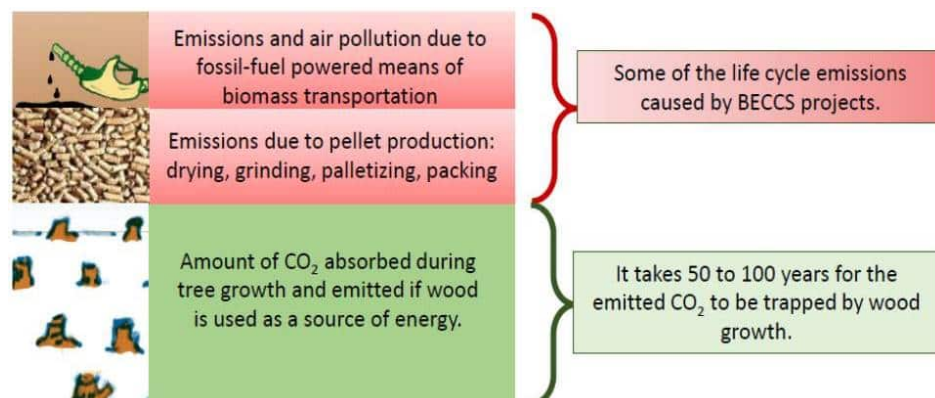 Emissions and air pollution due to
fossil-fuel powered means of
biomass transportation
Some of the life cycle emissions
caused by BECCS projects.
Emissions due to pellet production:
drying, grinding, palletizing, packing
Amount of CO₂ absorbed during
tree growth and emitted if wood
is used as a source of energy.
It takes 50 to 100 years for the
emitted CO₂ to be trapped by wood
growth.